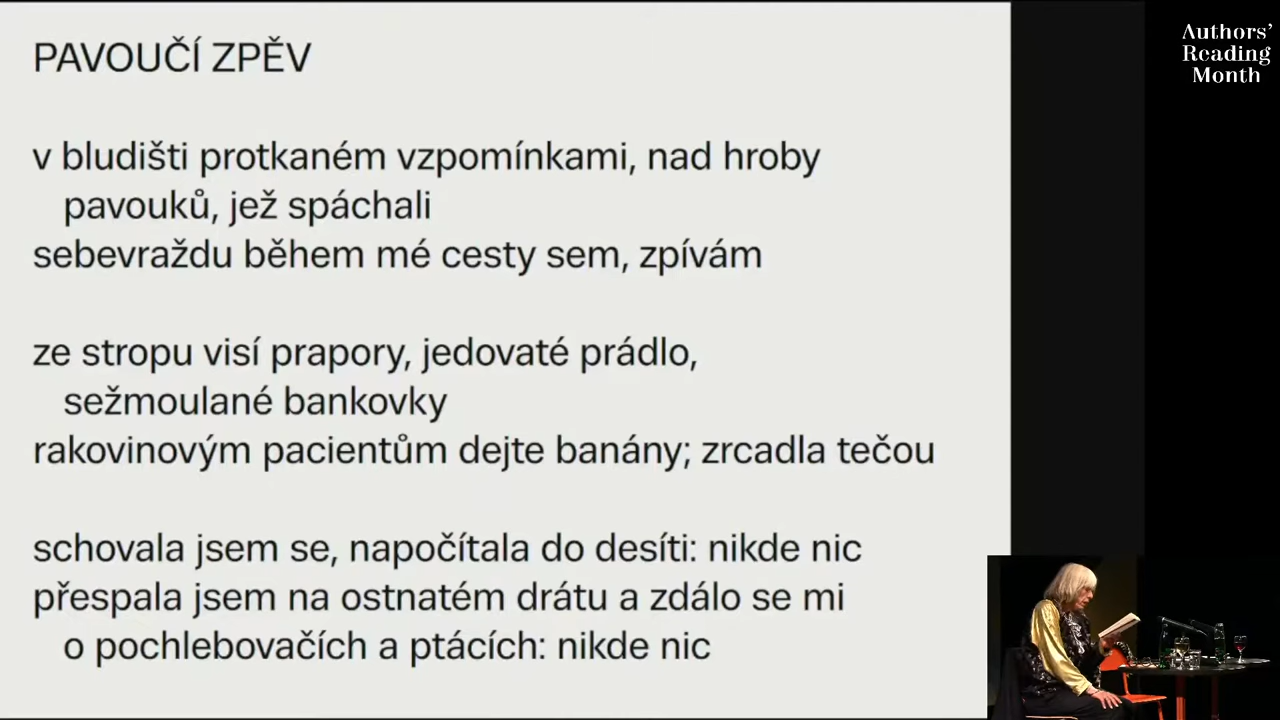 PAVOUČÍ ZPĚV
v bludišti protkaném vzpomínkami, nad hroby
pavouků, jež spáchali
sebevraždu během mé cesty sem, zpívám
ze stropu visí prapory, jedovaté prádlo,
sežmoulané bankovky
rakovinovým pacientům dejte banány; zrcadla tečou
schovala jsem se, napočítala do desíti: nikde nic
přespala jsem na ostnatém drátu a zdálo se mi
o pochlebovačích a ptácích: nikde nic
Authors'
Reading
Month